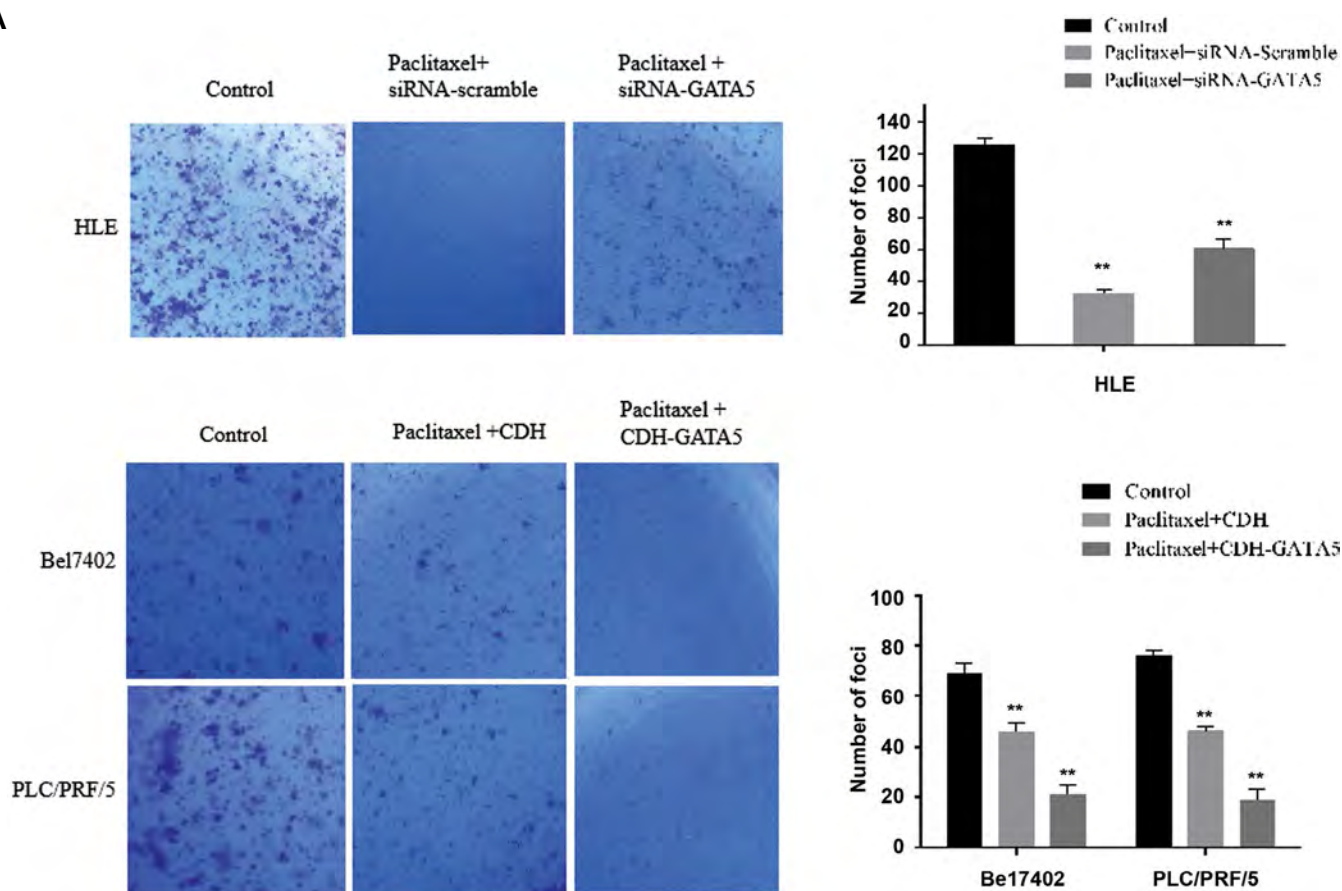 A
Control
Paclitaxel+
siRNA-scramble
Paclitaxel +
siRNA-GATA5
HLE
Control
Paclitaxel–siRNA-Scramble
Paclitaxel–siRNA-GATA5
Number of foci
140
120
100
80
60
40
20
0
**
**
HLE
Control
Paclitaxel +CDH
Paclitaxel +
CDH-GATA5
Bel7402
PLC/PRF/5
Control
Paclitaxel+CDH
Paclitaxel+CDH-GATA5
Number of foci
100
80
60
40
20
0
**
**
**
**
Be17402
PLC/PRF/5